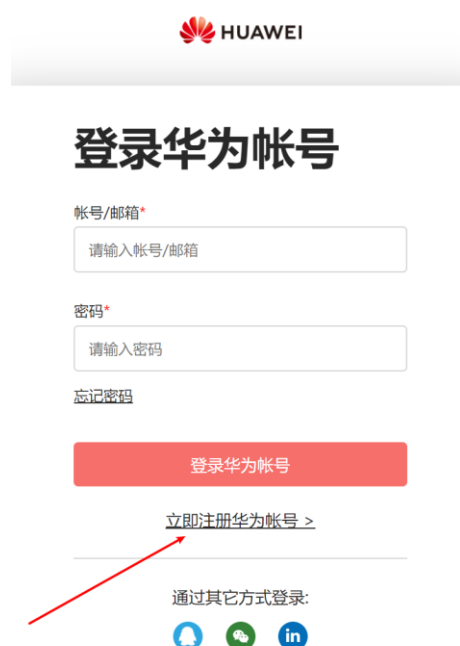 HUAWEI
登录华为帐号
帐号/邮箱*
请输入帐号/邮箱
密码*
请输入密码
忘记密码
登录华为帐号
立即注册华为帐号 >
通过其它方式登录:
in